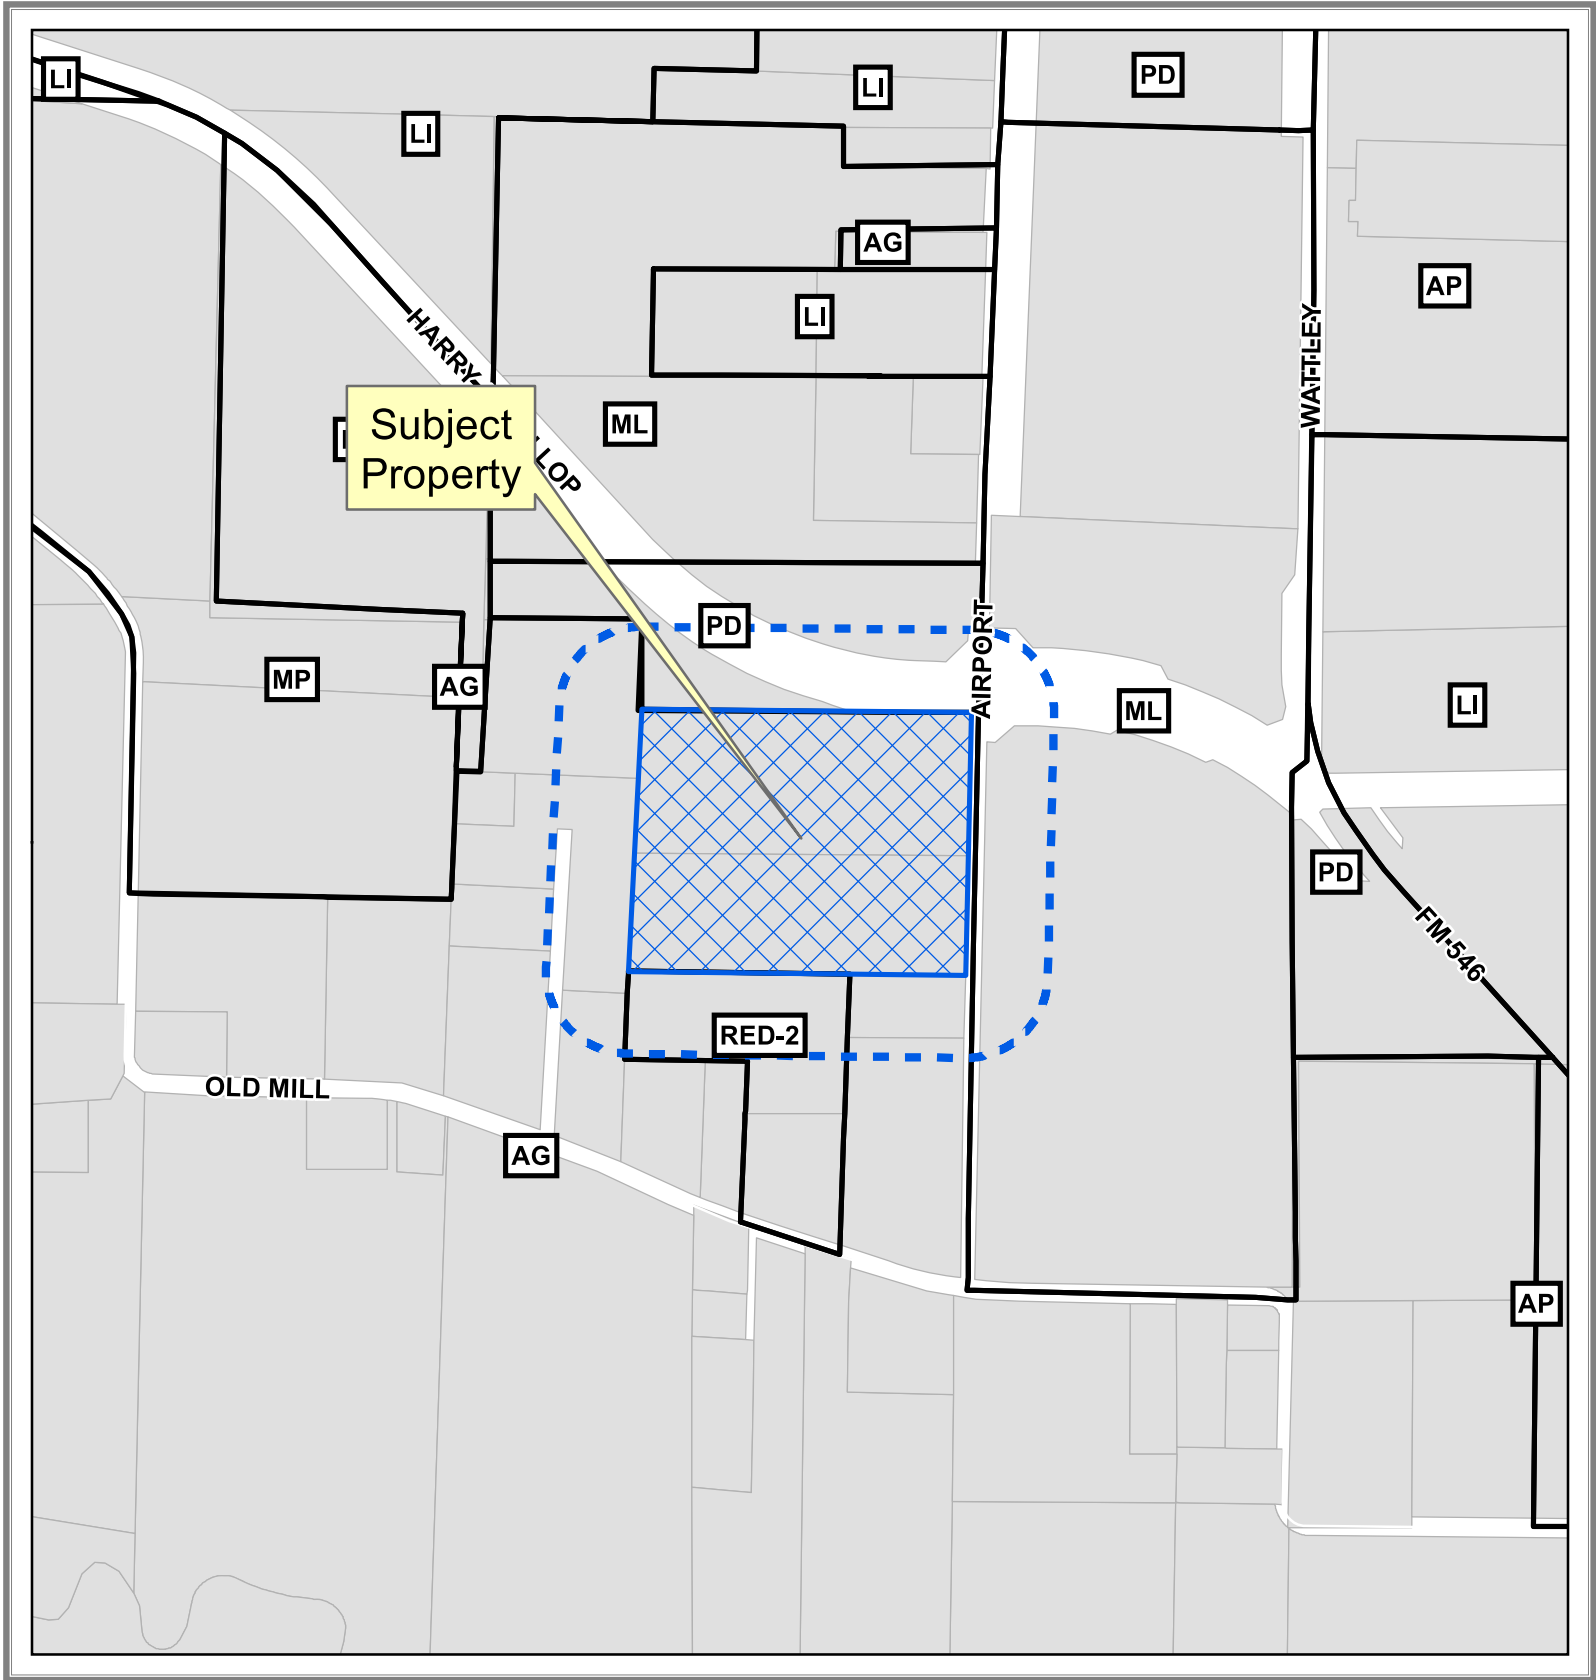 LI
PD
LI
LI
AG
AP
LI
WATTLEY
HARRY
LOP
ML
Subject
Property
PD
AIRPORT
MP
AG
ML
LI
PD
FM-546
RED-2
OLD MILL
AG
AP